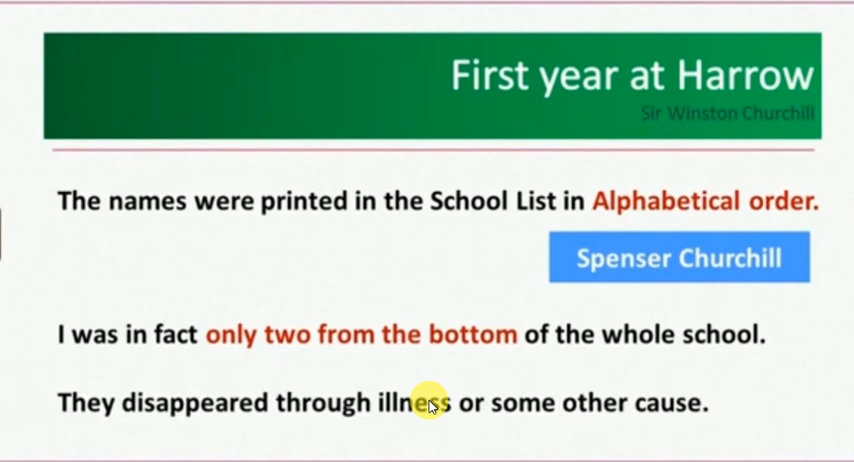 First year at Harrow
Sir Winston Churchill
The names were printed in the School List in Alphabetical order.
Spenser Churchill
I was in fact only two from the bottom of the whole school.
They disappeared through illness or some other cause.